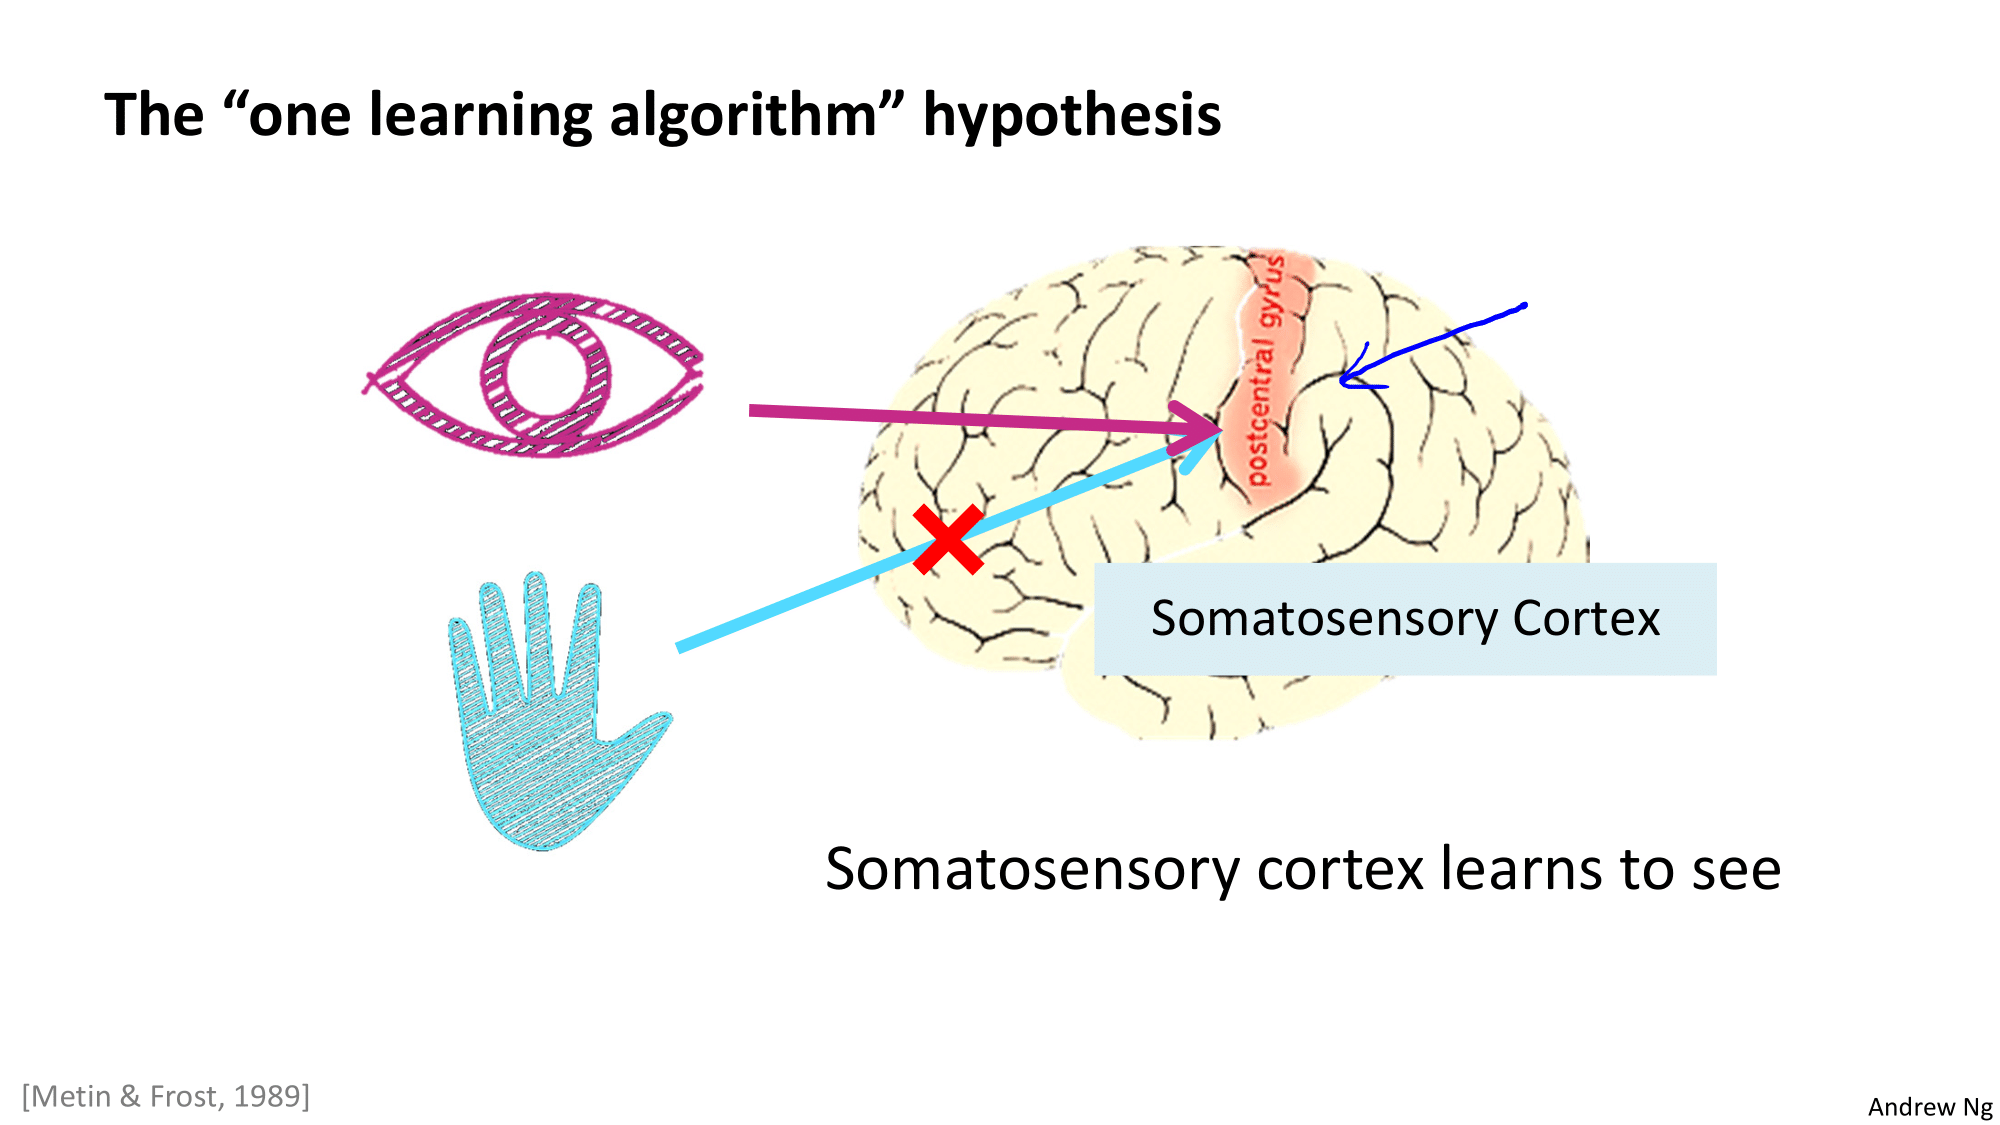 The “one learning algorithm” hypothesis
postcentral gyrus
Somatosensory Cortex
Somatosensory cortex learns to see
[Metin & Frost, 1989]
Andrew Ng